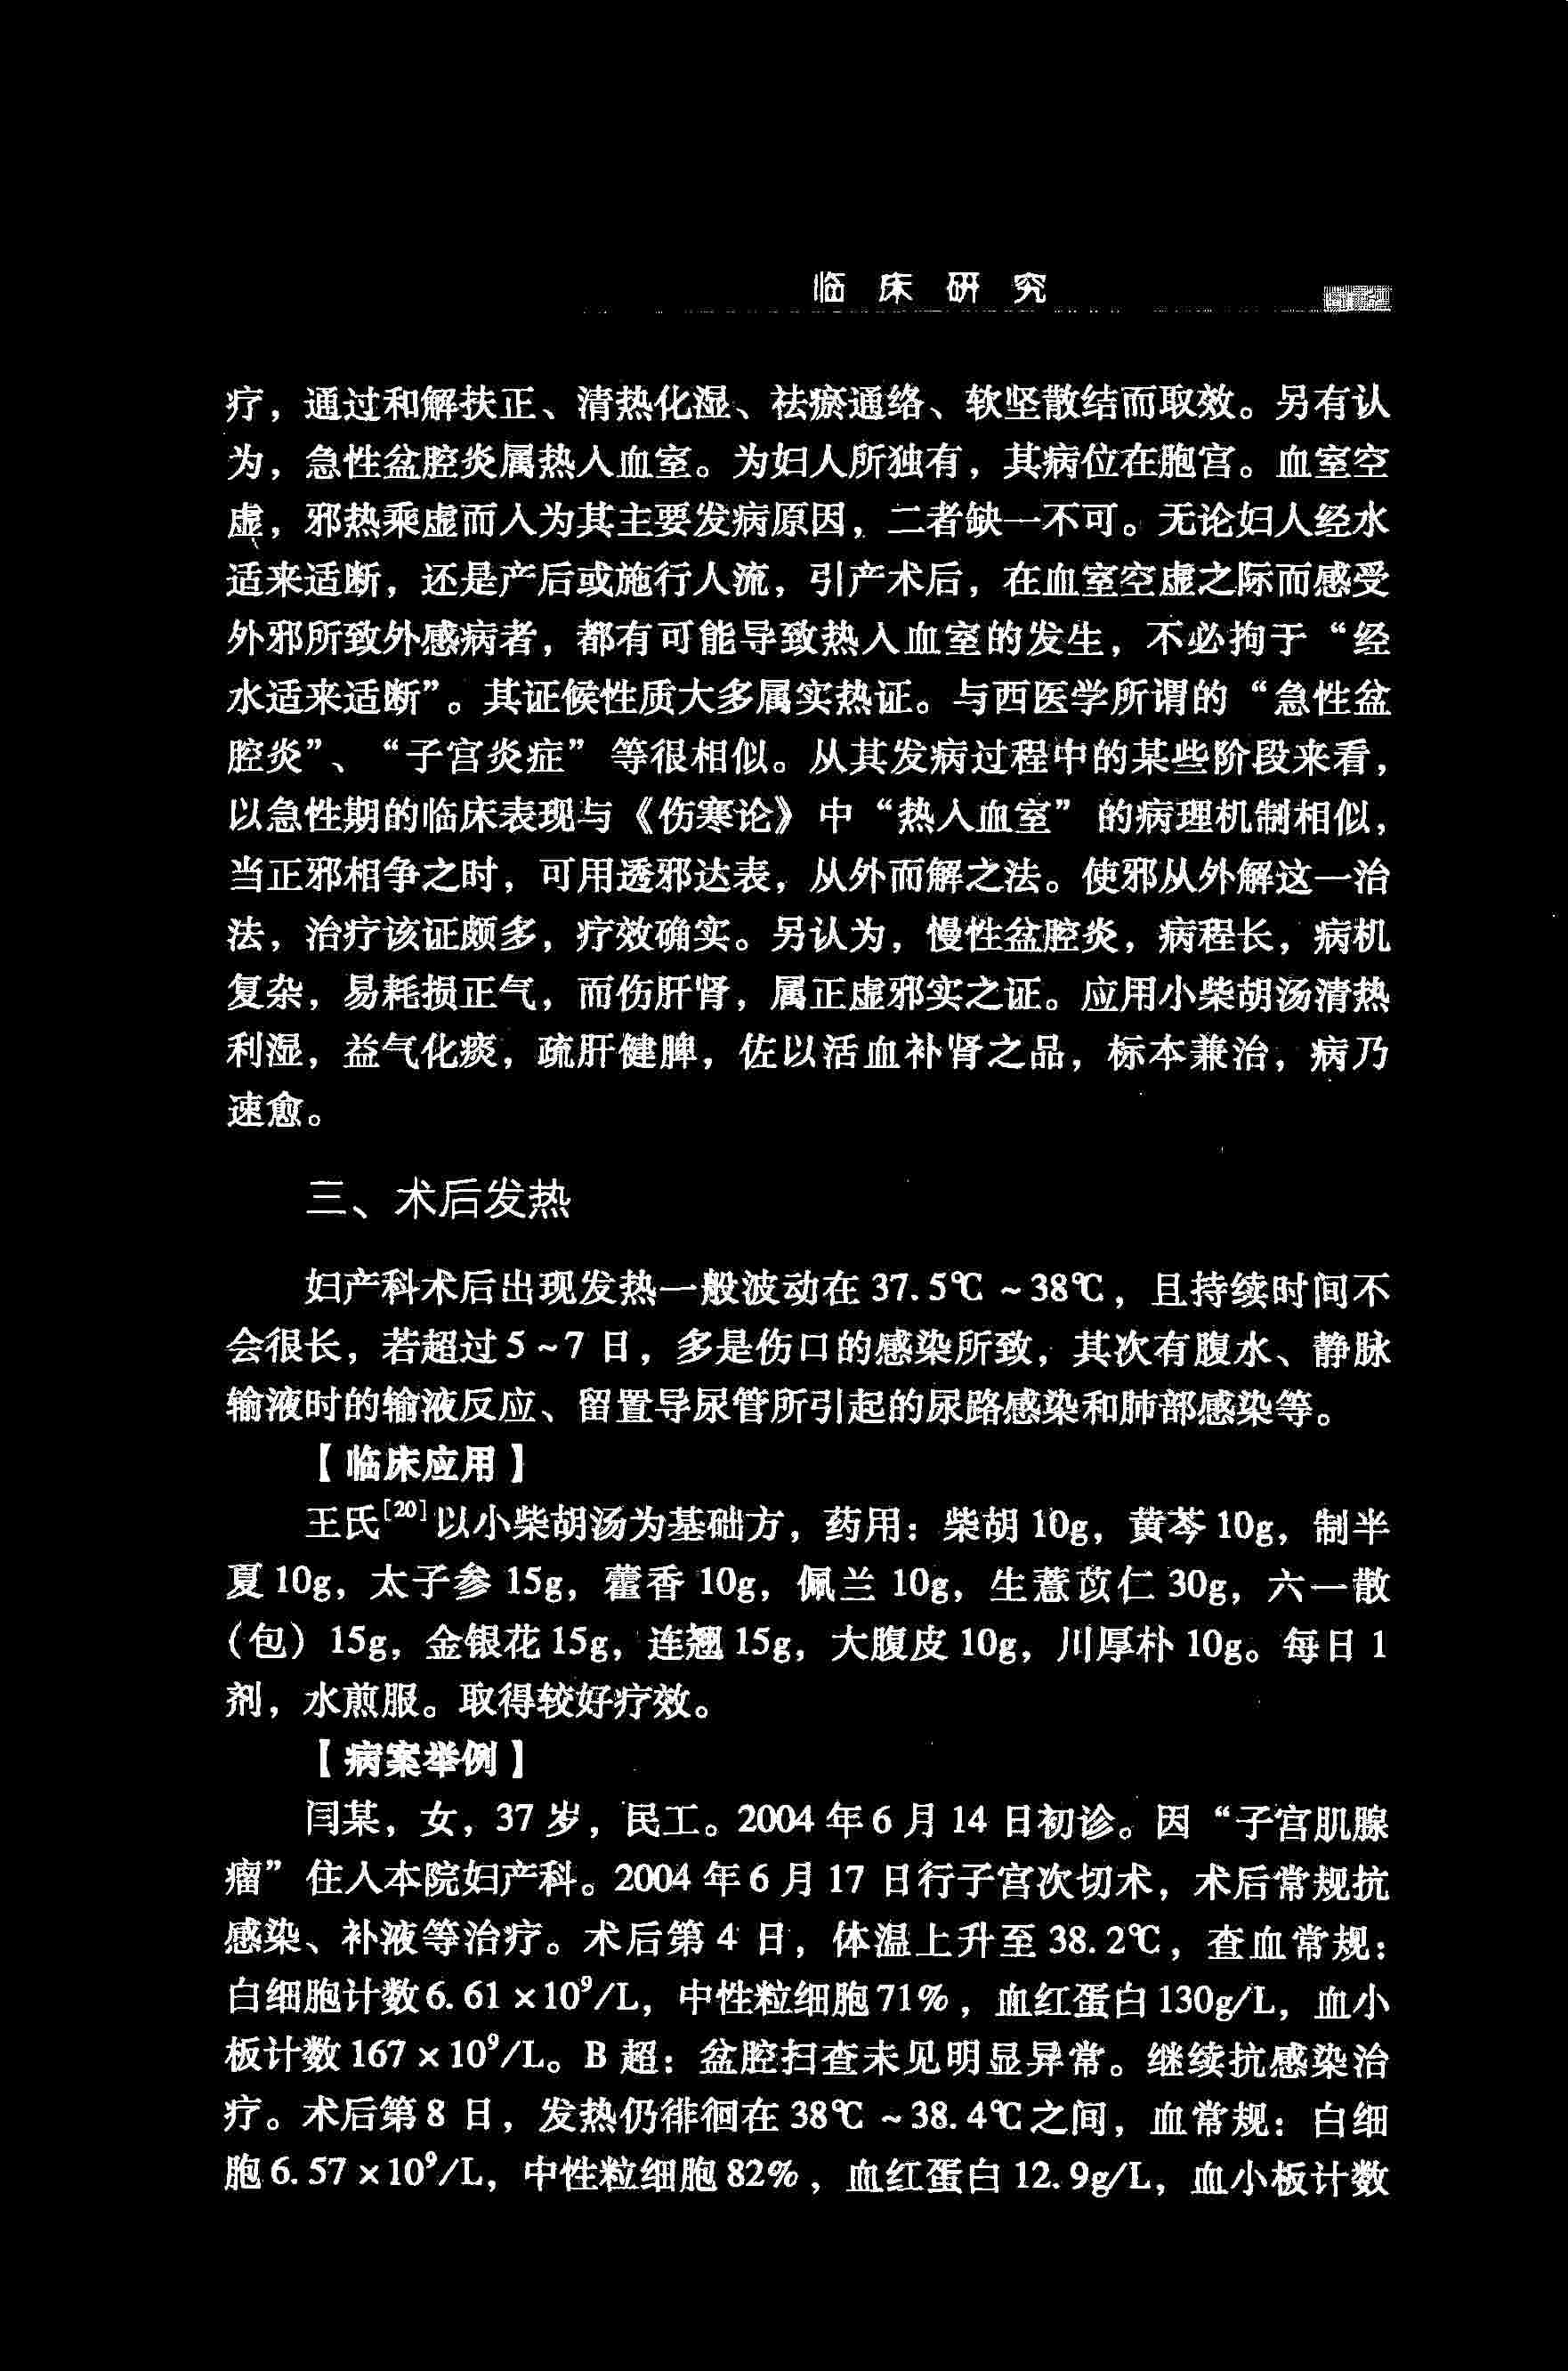 临床研究
疗，通过和解扶正、清热化湿、祛瘀通络、软坚散结而取效。另有认
为，急性盆腔炎属热入血室。为妇人所独有，其病位在胞宫。血室空
虚，邪热乘虚而入为其主要发病原因，二者缺一不可。无论妇人经水
适来适断，还是产后或施行人流，引产术后，在血室空虚之际而感受
外邪所致外感病者，都有可能导致热入血室的发生，不必拘于“经
水适来适断”。其证候性质大多属实热证。与西医学所谓的“急性盆
腔炎”、“子宫炎症”等很相似。从其发病过程中的某些阶段来看，
以急性期的临床表现与《伤寒论》中“热入血室”的病理机制相似，
当正邪相争之时，可用透邪达表，从外而解之法。使邪从外解这一治
法，治疗该证颇多，疗效确实。另认为，慢性盆腔炎，病程长，病机
复杂，易耗损正气，而伤肝肾，属正虚邪实之证。应用小柴胡汤清热
利湿，益气化痰，疏肝健脾，佐以活血补肾之品，标本兼治，病乃
速愈。
三、术后发热
妇产科术后出现发热一般波动在 37.5℃ ~38℃，且持续时间不
会很长，若超过 5 ~7 日，多是伤口的感染所致，其次有腹水、静脉
输液时的输液反应、留置导尿管所引起的尿路感染和肺部感染等。
【临床应用】
王氏[20]以小柴胡汤为基础方，药用：柴胡 10g，黄芩 10g，制半
夏 10g，太子参 15g，藿香 10g，佩兰 10g，生薏苡仁 30g，六一散
（包）15g，金银花 15g，连翘 15g，大腹皮 10g，川厚朴 10g。每日 1
剂，水煎服。取得较好疗效。
【病案举例】
闫某，女，37 岁，民工。2004 年 6 月 14 日初诊。因“子宫肌腺
瘤”住入本院妇产科。2004 年 6 月 17 日行子宫次切术，术后常规抗
感染、补液等治疗。术后第 4 日，体温上升至 38.2℃，查血常规：
白细胞计数 6.61 ×10⁹/L，中性粒细胞 71%，血红蛋白 130g/L，血小
板计数 167 × 10⁹/L。B 超：盆腔扫查未见明显异常。继续抗感染治
疗。术后第 8 日，发热仍徘徊在 38℃ ~38.4℃之间，血常规：白细
胞 6.57 ×10⁹/L，中性粒细胞 82%，血红蛋白 12.9g/L，血小板计数